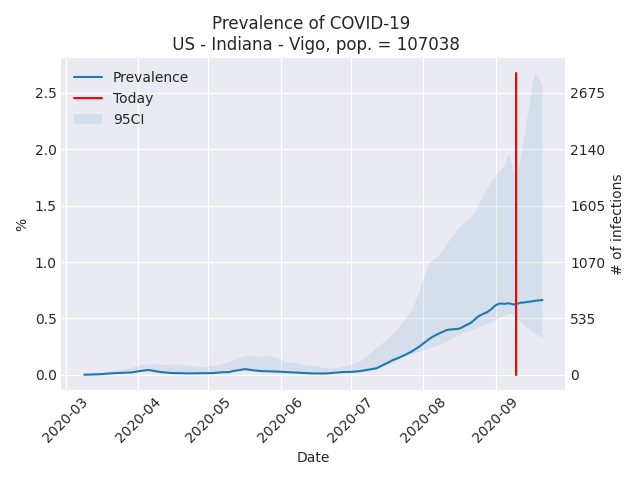 Prevalence of COVID-19
US - Indiana - Vigo, pop. = 107038
Prevalence
Today
95CI
2.5
2.0
1.5
1.0
0.5
0.0
%
2675
2140
1605
1070
535
0
# of infections
2020-03
2020-04
2020-05
2020-06
2020-07
2020-08
2020-09
Date